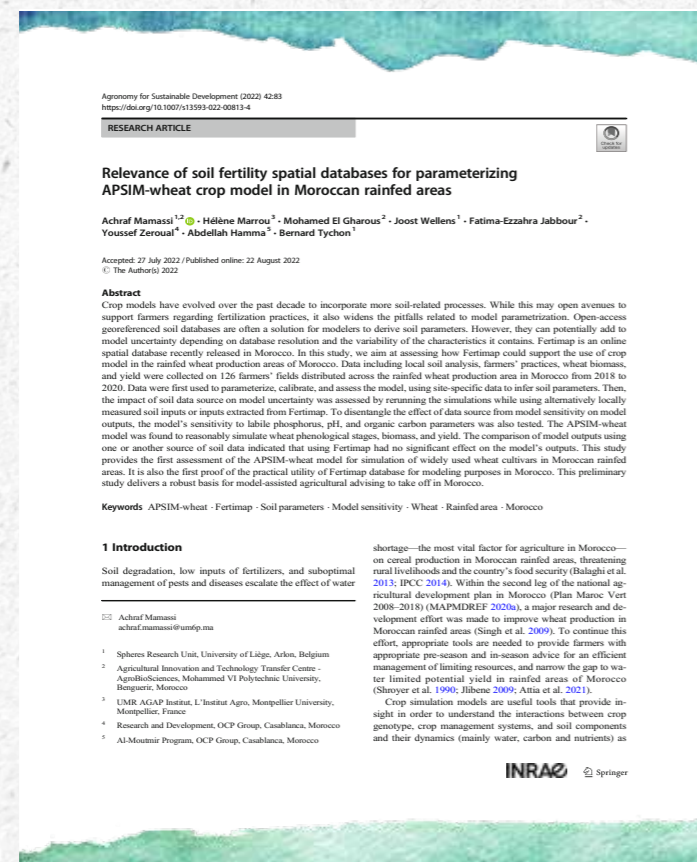 Agronomy for Sustainable Development (2022) 42:83
https://doi.org/10.1007/s13593-022-00813-4
RESEARCH ARTICLE
Check for
updates
Relevance of soil fertility spatial databases for parameterizing
APSIM-wheat crop model in Moroccan rainfed areas
Achraf Mamassi 1,2 · Hélène Marrou 3 · Mohamed El Gharous 2 · Joost Wellens 1 · Fatima-Ezzahra Jabbour 2 ·
Youssef Zeroual 4 · Abdellah Hamma 5 · Bernard Tychon 1
Accepted: 27 July 2022 / Published online: 22 August 2022
© The Author(s) 2022
Abstract
Crop models have evolved over the past decade to incorporate more soil-related processes. While this may open avenues to
support farmers regarding fertilization practices, it also widens the pitfalls related to model parametrization. Open-access
georeferenced soil databases are often a solution for modelers to derive soil parameters. However, they can potentially add to
model uncertainty depending on database resolution and the variability of the characteristics it contains. Fertimap is an online
spatial database recently released in Morocco. In this study, we aim at assessing how Fertimap could support the use of crop
model in the rainfed wheat production areas of Morocco. Data including local soil analysis, farmers' practices, wheat biomass,
and yield were collected on 126 farmers' fields distributed across the rainfed wheat production area in Morocco from 2018 to
2020. Data were first used to parameterize, calibrate, and assess the model, using site-specific data to infer soil parameters. Then,
the impact of soil data source on model uncertainty was assessed by rerunning the simulations while using alternatively locally
measured soil inputs or inputs extracted from Fertimap. To disentangle the effect of data source from model sensitivity on model
outputs, the model's sensitivity to labile phosphorus, pH, and organic carbon parameters was also tested. The APSIM-wheat
model was found to reasonably simulate wheat phenological stages, biomass, and yield. The comparison of model outputs using
one or another source of soil data indicated that using Fertimap had no significant effect on the model's outputs. This study
provides the first assessment of the APSIM-wheat model for simulation of widely used wheat cultivars in Moroccan rainfed
areas. It is also the first proof of the practical utility of Fertimap database for modeling purposes in Morocco. This preliminary
study delivers a robust basis for model-assisted agricultural advising to take off in Morocco.
Keywords APSIM-wheat · Fertimap · Soil parameters · Model sensitivity · Wheat · Rainfed area · Morocco
1 Introduction
Soil degradation, low inputs of fertilizers, and suboptimal
management of pests and diseases escalate the effect of water
Achraf Mamassi
achraf.mamassi@um6p.ma
1 Spheres Research Unit, University of Liège, Arlon, Belgium
2 Agricultural Innovation and Technology Transfer Centre -
AgroBioSciences, Mohammed VI Polytechnic University,
Benguerir, Morocco
3 UMR AGAP Institut, L'Institut Agro, Montpellier University,
Montpellier, France
4 Research and Development, OCP Group, Casablanca, Morocco
5 Al-Moutmir Program, OCP Group, Casablanca, Morocco
shortage—the most vital factor for agriculture in Morocco—
on cereal production in Moroccan rainfed areas, threatening
rural livelihoods and the country's food security (Balaghi et al.
2013; IPCC 2014). Within the second leg of the national ag-
ricultural development plan in Morocco (Plan Maroc Vert
2008–2018) (MAPMDREF 2020a), a major research and de-
velopment effort was made to improve wheat production in
Moroccan rainfed areas (Singh et al. 2009). To continue this
effort, appropriate tools are needed to provide farmers with
appropriate pre-season and in-season advice for an efficient
management of limiting resources, and narrow the gap to wa-
ter limited potential yield in rainfed areas of Morocco
(Shroyer et al. 1990; Jlibene 2009; Attia et al. 2021).
Crop simulation models are useful tools that provide in-
sight in order to understand the interactions between crop
genotype, crop management systems, and soil components
and their dynamics (mainly water, carbon and nutrients) as
INRAE
Springer